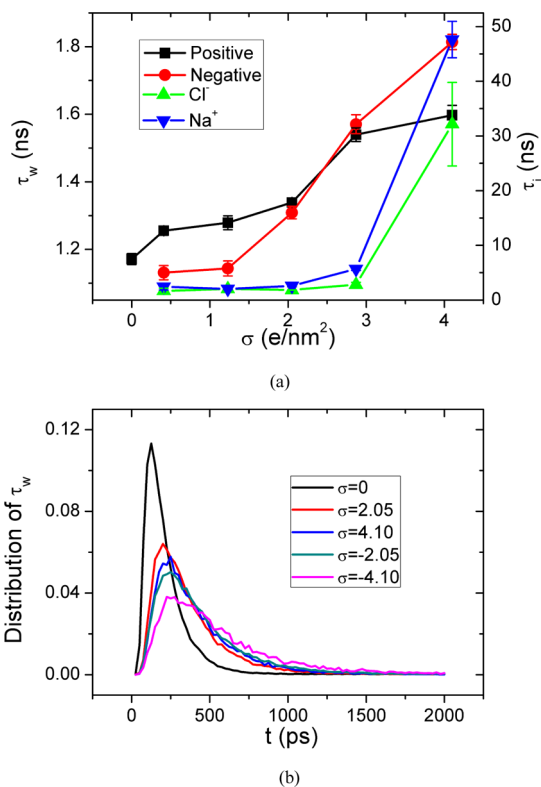 1.8
1.6
1.4
1.2
τw (ns)
Positive
Negative
Cl-
Na+
50
40
30
20
10
0
τi (ns)
0 1 2 3 4
σ (e/nm2)
(a)
0.12
0.08
0.04
0.00
Distribution of τw
σ=0
σ=2.05
σ=4.10
σ=-2.05
σ=-4.10
0 500 1000 1500 2000
t (ps)
(b)